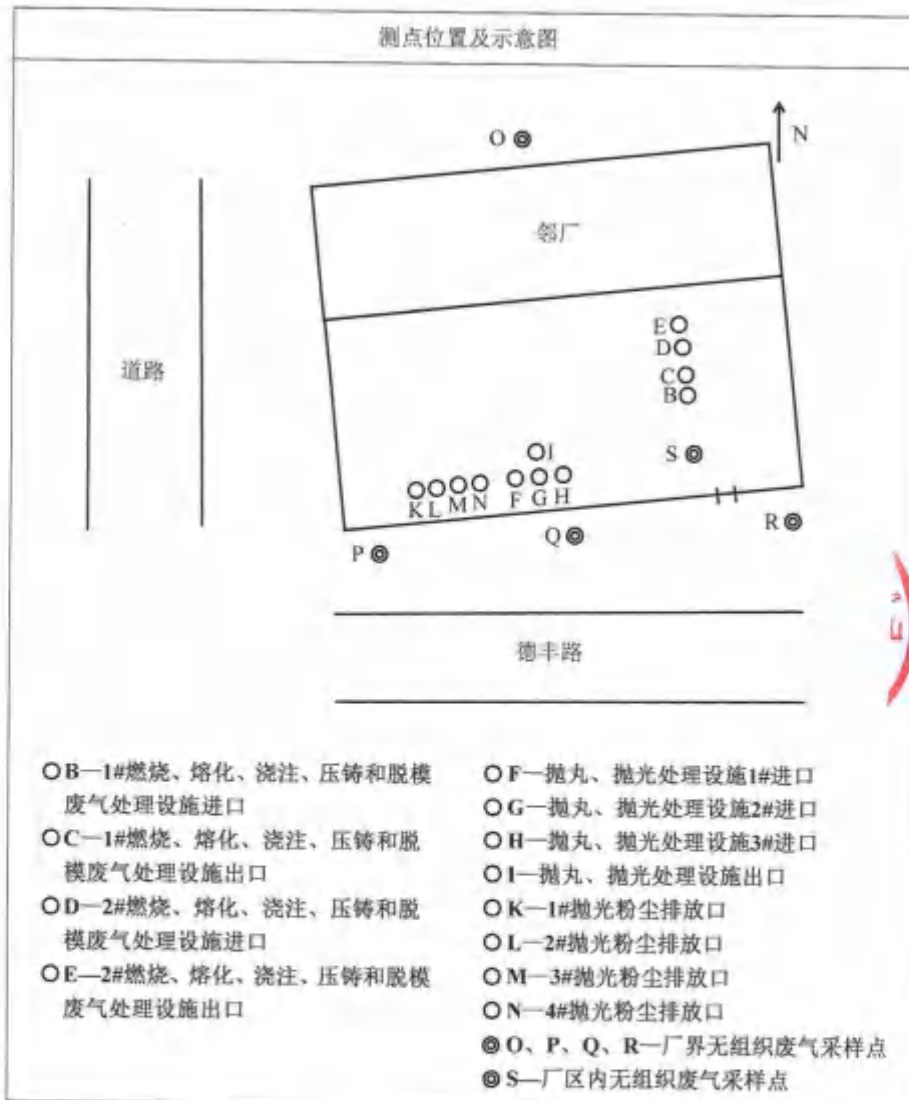 测点位置及示意图
N
O
邻厂
道路
E
D
C
B
I
S
K L M N F G H
P
Q
R
德丰路
B—1#燃烧、熔化、浇注、压铸和脱模
废气处理设施进口
C—1#燃烧、熔化、浇注、压铸和脱
模废气处理设施出口
D—2#燃烧、熔化、浇注、压铸和脱
模废气处理设施进口
E—2#燃烧、熔化、浇注、压铸和脱模
废气处理设施出口
F—抛丸、抛光处理设施1#进口
G—抛丸、抛光处理设施2#进口
H—抛丸、抛光处理设施3#进口
I—抛丸、抛光处理设施出口
K—1#抛光粉尘排放口
L—2#抛光粉尘排放口
M—3#抛光粉尘排放口
N—4#抛光粉尘排放口
O、P、Q、R—厂界无组织废气采样点
S—厂区内无组织废气采样点